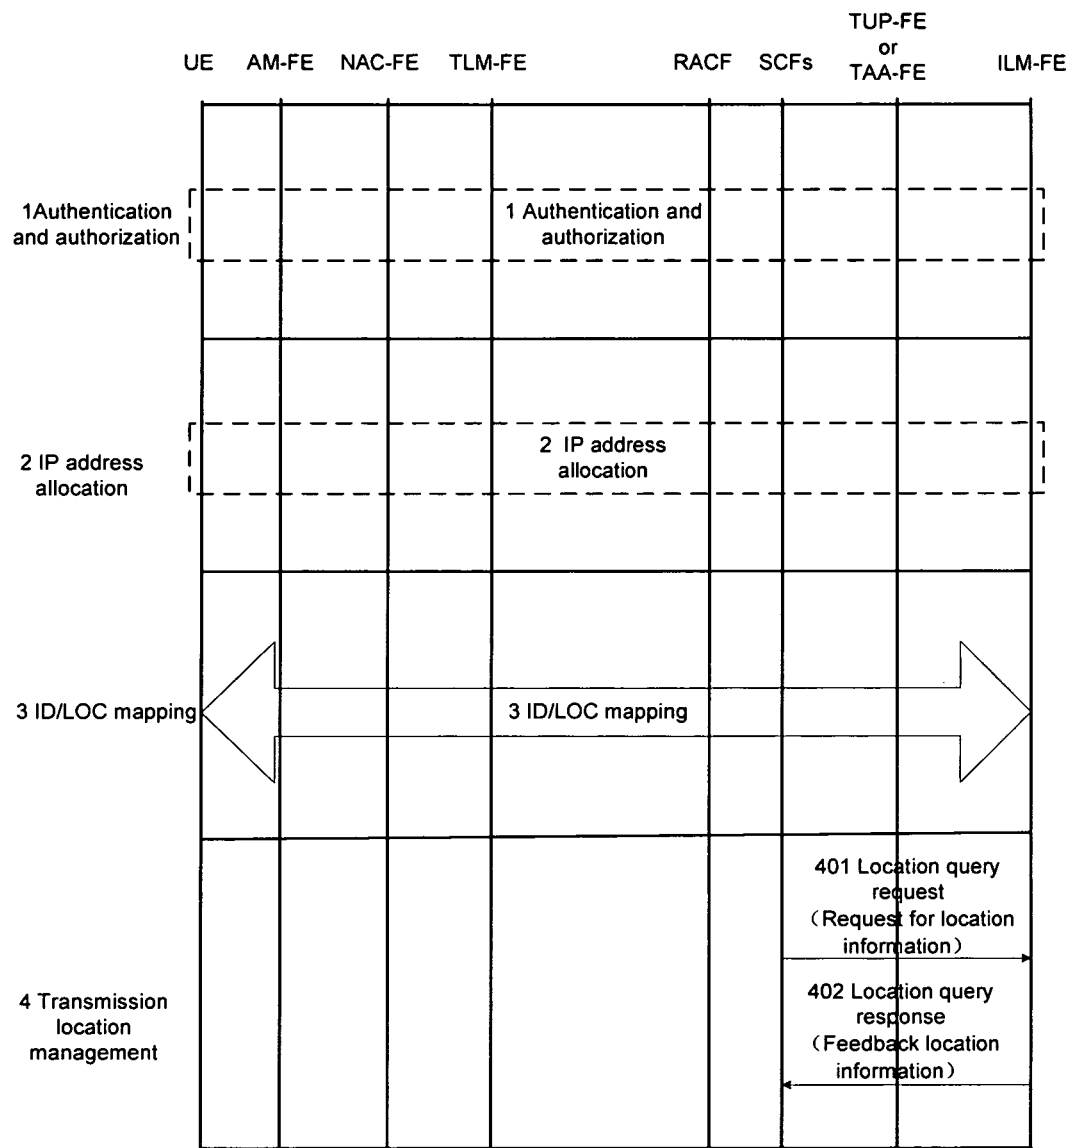 TUP-FE
or
UE AM-FE NAC-FE TLM-FE RACF SCFs TAA-FE ILM-FE
1Authentication
and authorization
1 Authentication and
authorization
2 IP address
allocation
2 IP address
allocation
3 ID/LOC mapping
3 ID/LOC mapping
401 Location query
request
（Request for location
information）
4 Transmission
location
management
402 Location query
response
（Feedback location
information）